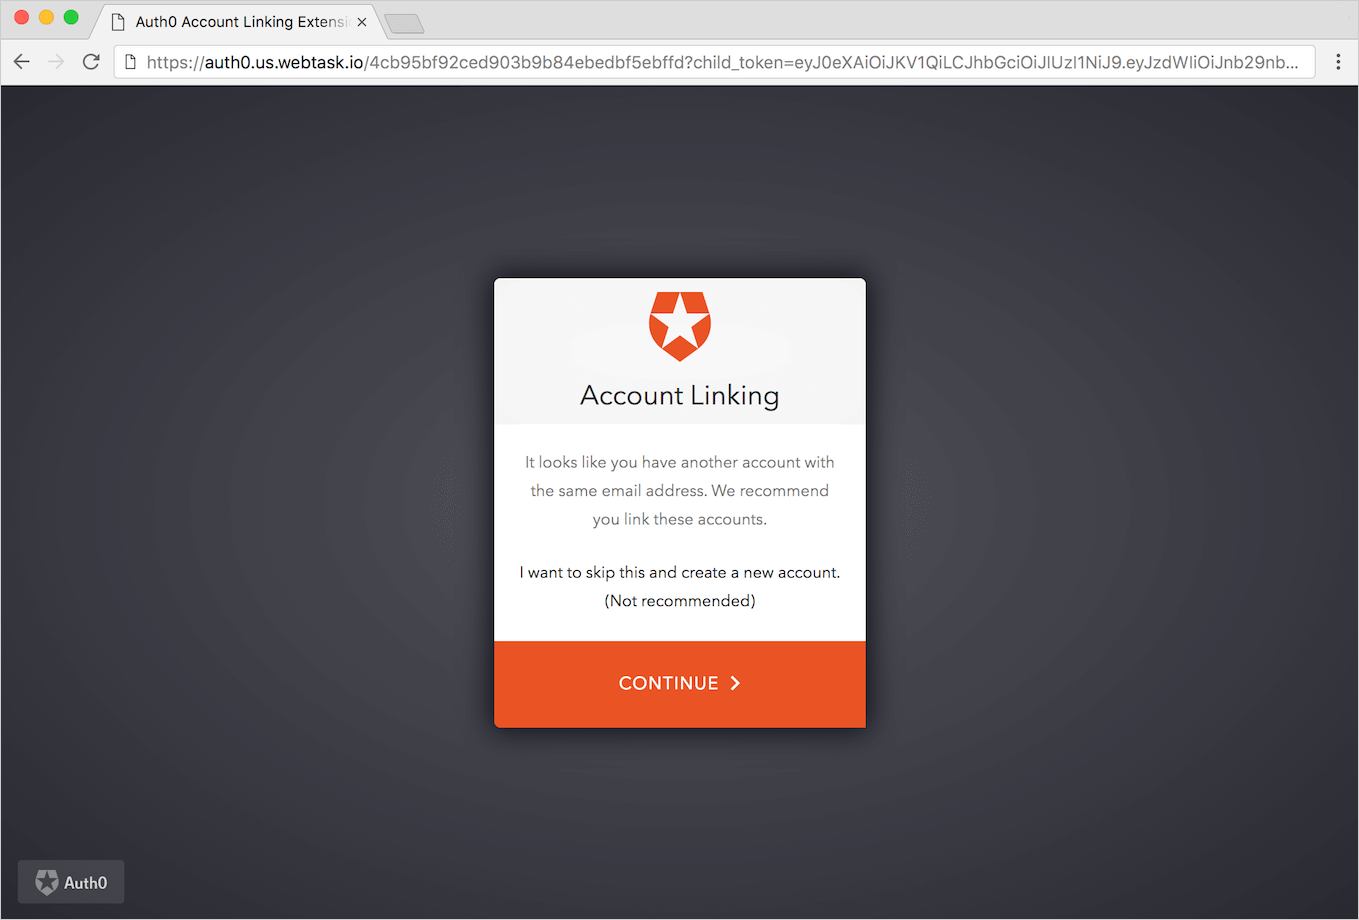 Auth0 Account Linking Extensi
https://auth0.us.webtask.io/4cb95bf92ced903b9b84ebedbf5ebffd?child_token=eyJ0eXAiOiJKV1QiLCJhbGciOiJIUzI1NiJ9.eyJzdWIiOiJnb29nb...
Account Linking
It looks like you have another account with
the same email address. We recommend
you link these accounts.
I want to skip this and create a new account.
(Not recommended)
CONTINUE
Auth0